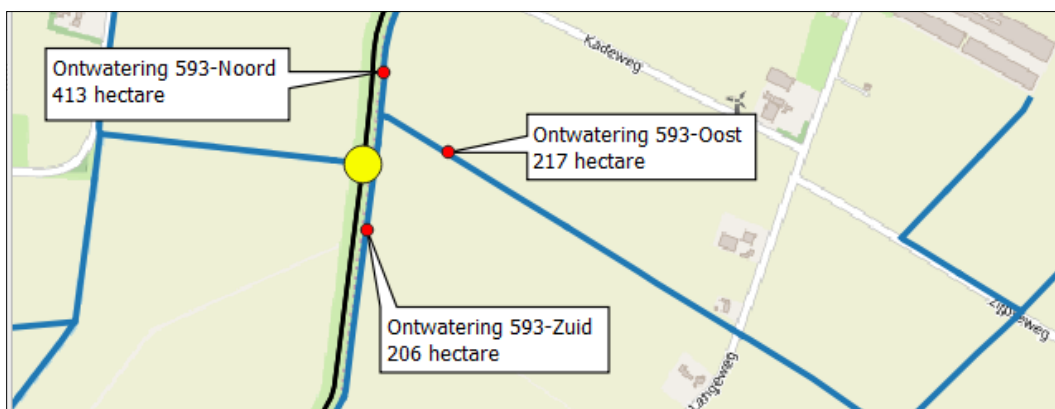 Kadeweg
Ontwatering 593-Noord
413 hectare
Ontwatering 593-Oost
217 hectare
Ontwatering 593-Zuid
206 hectare
Langeweg